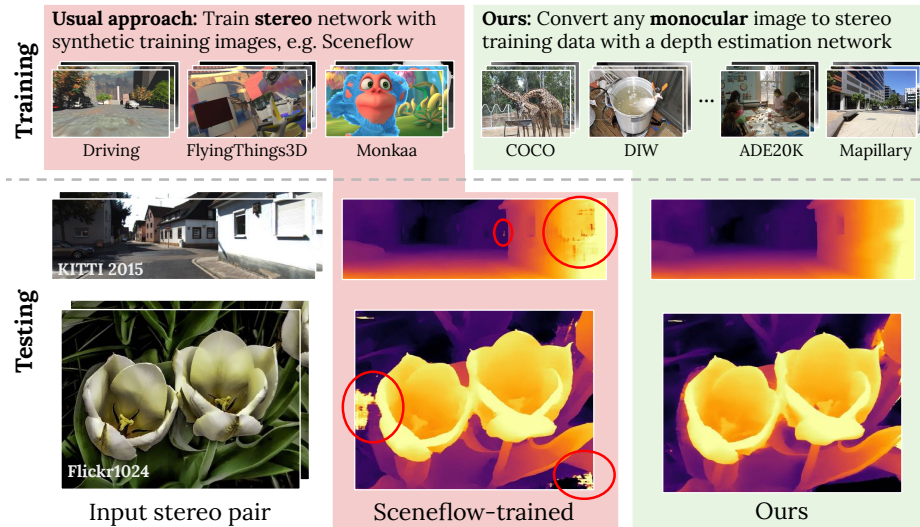 Usual approach: Train stereo network with
synthetic training images, e.g. Sceneflow
Ours: Convert any monocular image to stereo
training data with a depth estimation network
Training
Driving
FlyingThings3D
Monkaa
COCO
DIW
...
ADE20K
Mapillary
Testing
KITTI 2015
Flickr1024
Input stereo pair
Sceneflow-trained
Ours